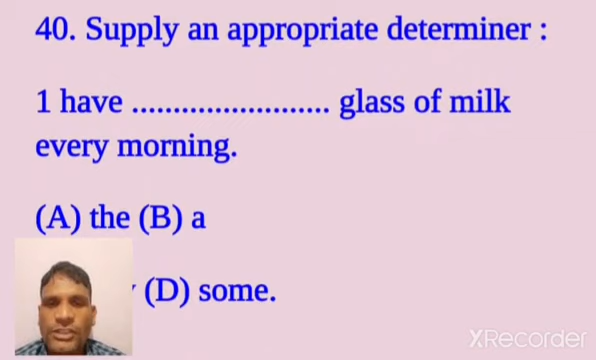 40. Supply an appropriate determiner :
1 have ........................ glass of milk
every morning.
(A) the (B) a
(D) some.
XRecorder